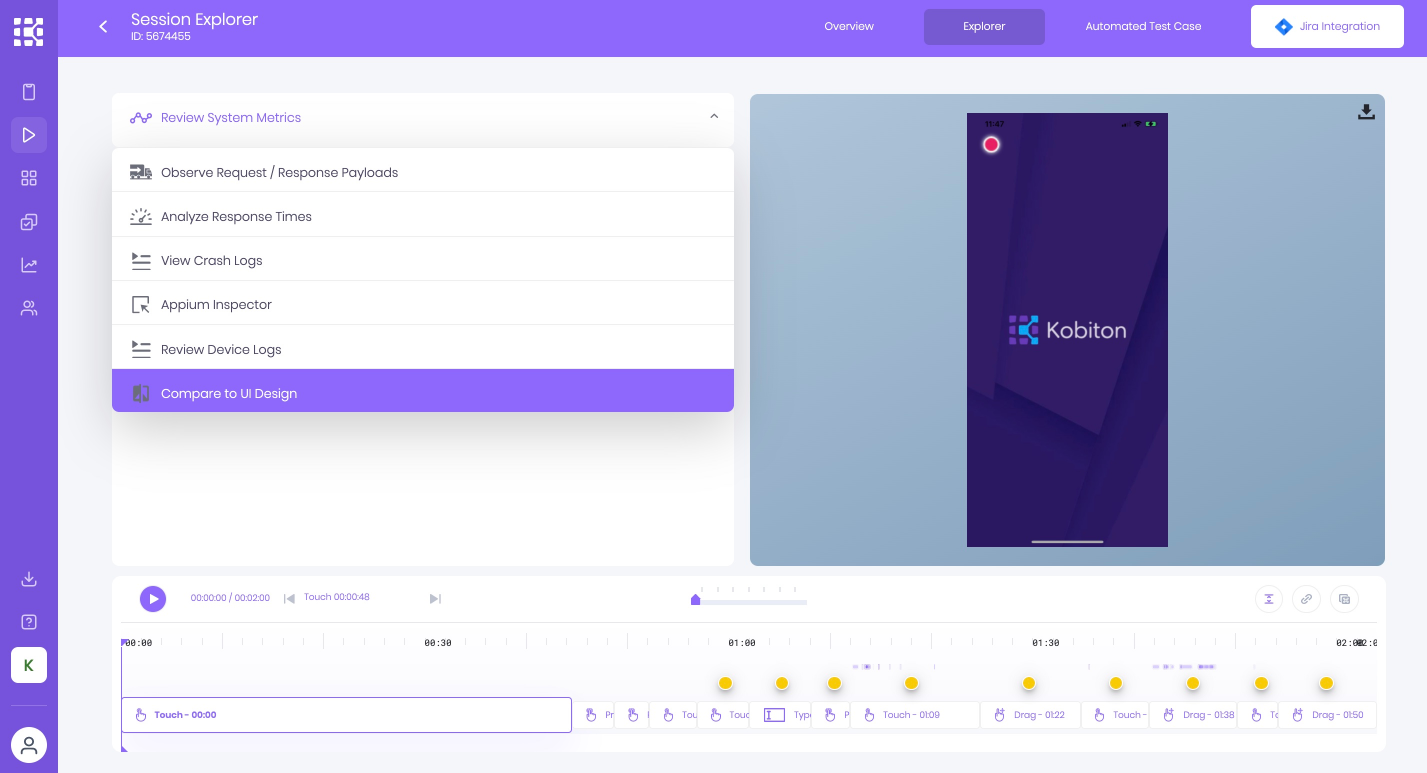 Session Explorer
ID: 5674455
Overview
Explorer
Automated Test Case
Jira Integration
Review System Metrics
Observe Request / Response Payloads
Analyze Response Times
View Crash Logs
Appium Inspector
Review Device Logs
Compare to UI Design
11:47
Kobiton
00:00:00 / 00:02:00
Touch 00:00:48
00:00
00:30
01:00
01:30
02:00
Touch - 00:00
Pr
Tou
Touc
Type
P
Touch - 01:09
Drag - 01:22
Touch -
Drag - 01:38
To
Drag - 01:50
K